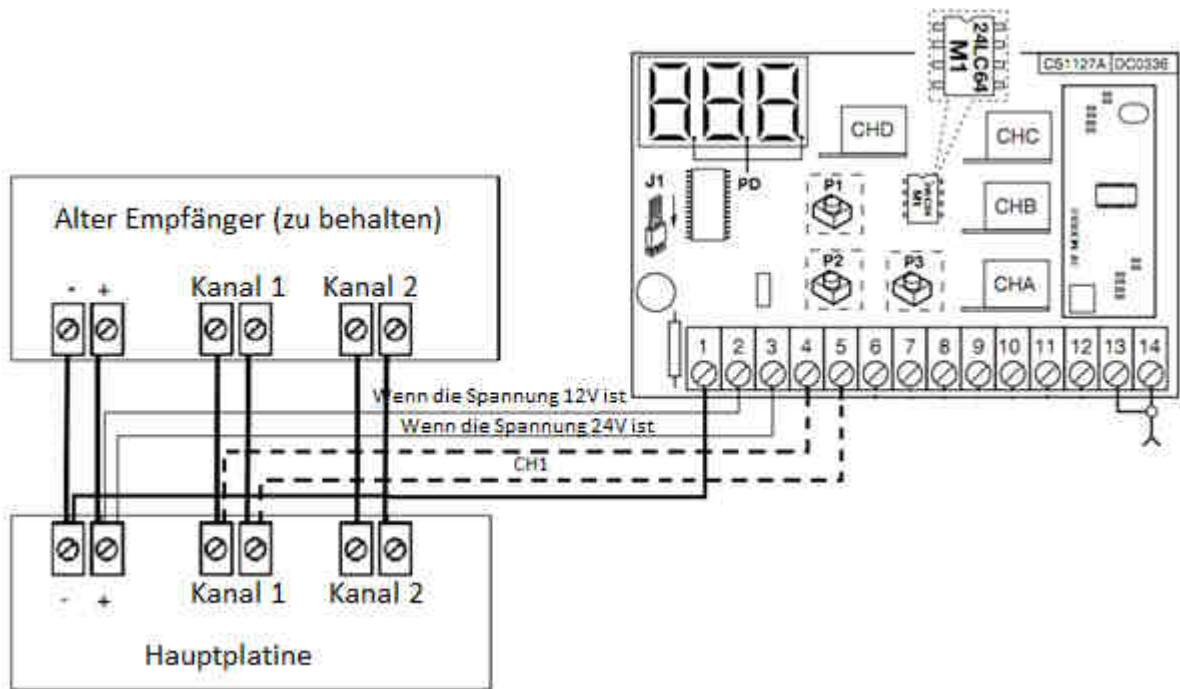 24LC64
M1
CS1127A DC0336
CHD
CHC
J1
PD
P1
M1
CHB
P2
P3
CHA
Alter Empfänger (zu behalten)
- +
Kanal 1 Kanal 2
1 2 3 4 5 6 7 8 9 10 11 12 13 14
Wenn die Spannung 12V ist
Wenn die Spannung 24V ist
CH1
- +
Kanal 1 Kanal 2
Hauptplatine